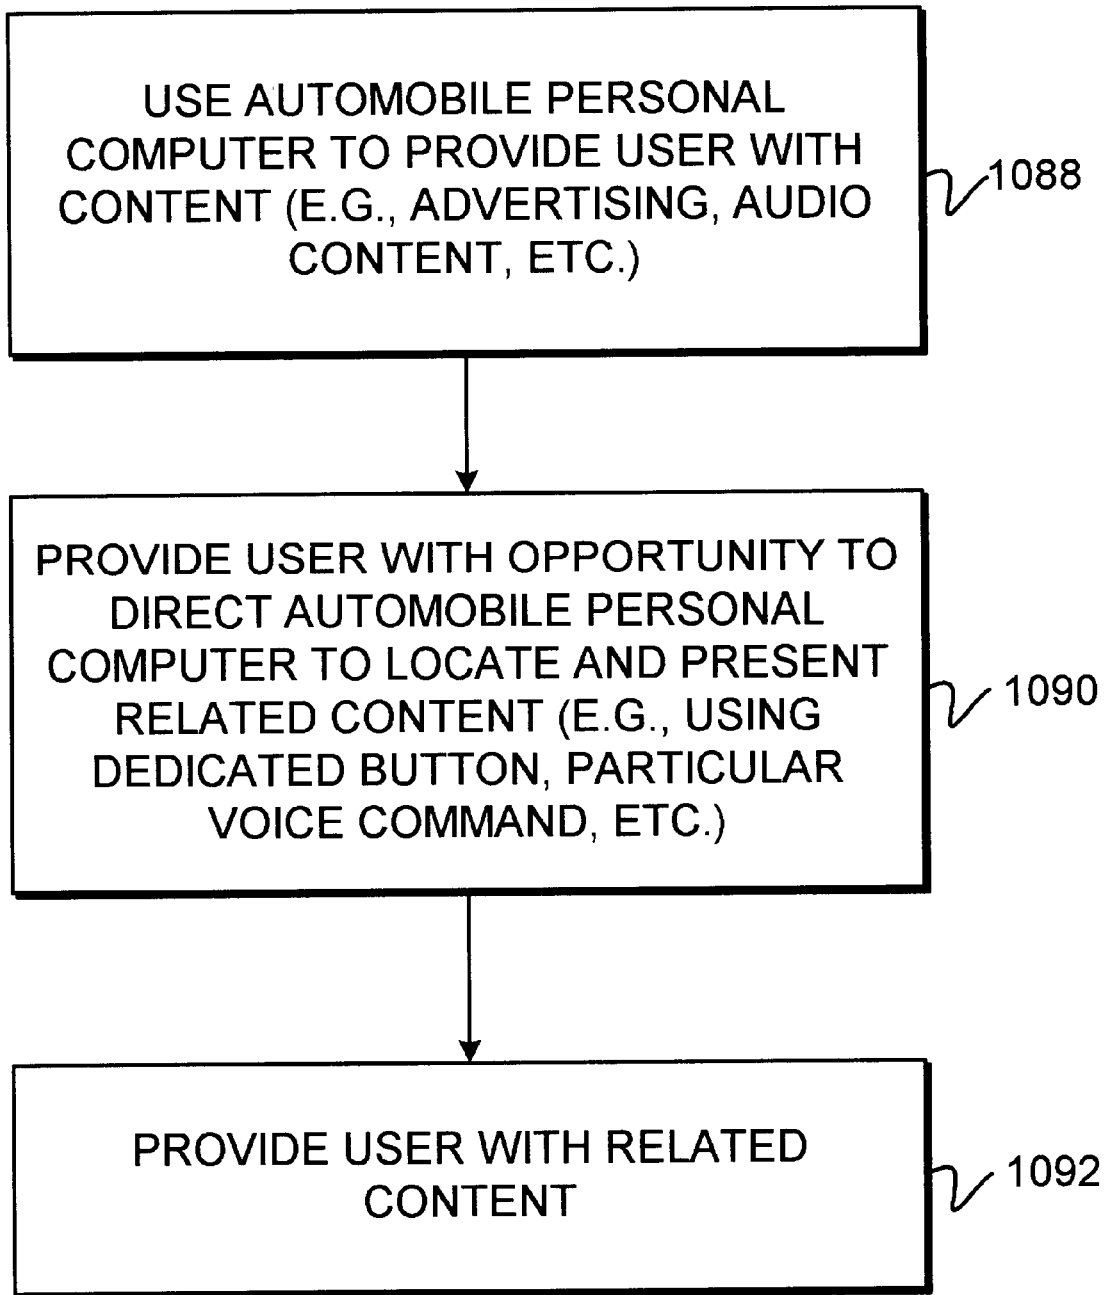 USE AUTOMOBILE PERSONAL
COMPUTER TO PROVIDE USER WITH
CONTENT (E.G., ADVERTISING, AUDIO
CONTENT, ETC.)
1088
PROVIDE USER WITH OPPORTUNITY TO
DIRECT AUTOMOBILE PERSONAL
COMPUTER TO LOCATE AND PRESENT
RELATED CONTENT (E.G., USING
DEDICATED BUTTON, PARTICULAR
VOICE COMMAND, ETC.)
1090
PROVIDE USER WITH RELATED
CONTENT
1092